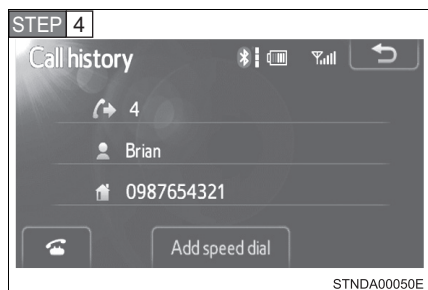 STEP 4
Call history
4
Brian
0987654321
Add speed dial
STNDA00050E